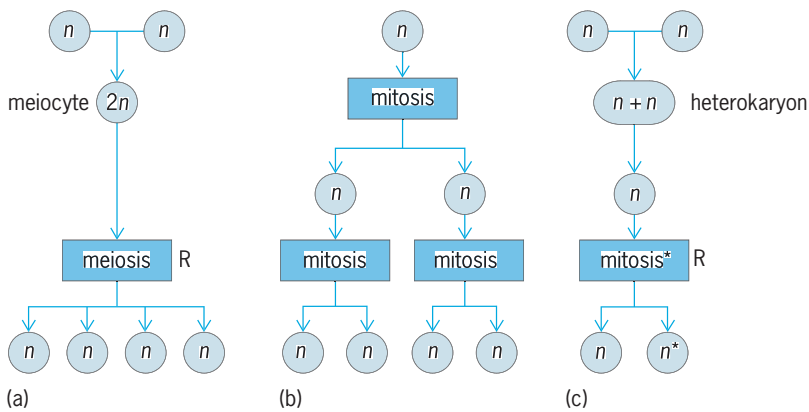 n n n n n
meiocyte 2n mitosis n + n heterokaryon
n n n
meiosis R mitosis mitosis mitosis* R
n n n n n n n n n n*
(a) (b) (c)